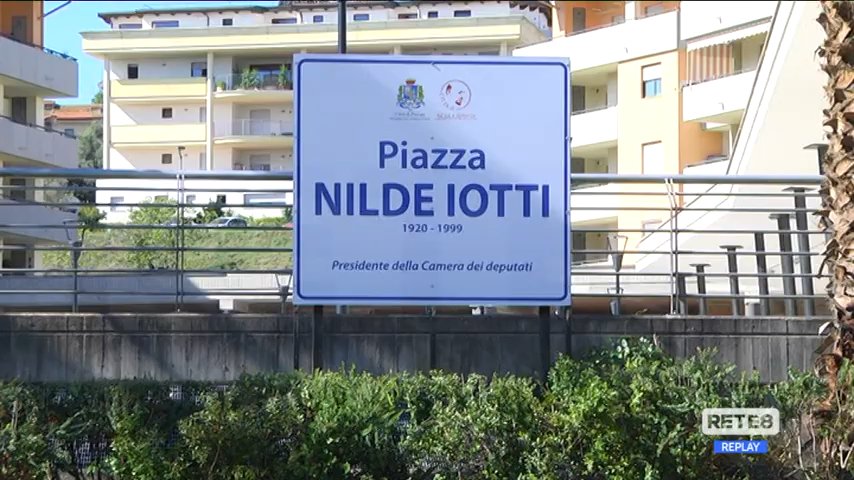 Piazza
NILDE IOTTI
1920 - 1999
Presidente della Camera dei deputati
RETE8
REPLAY